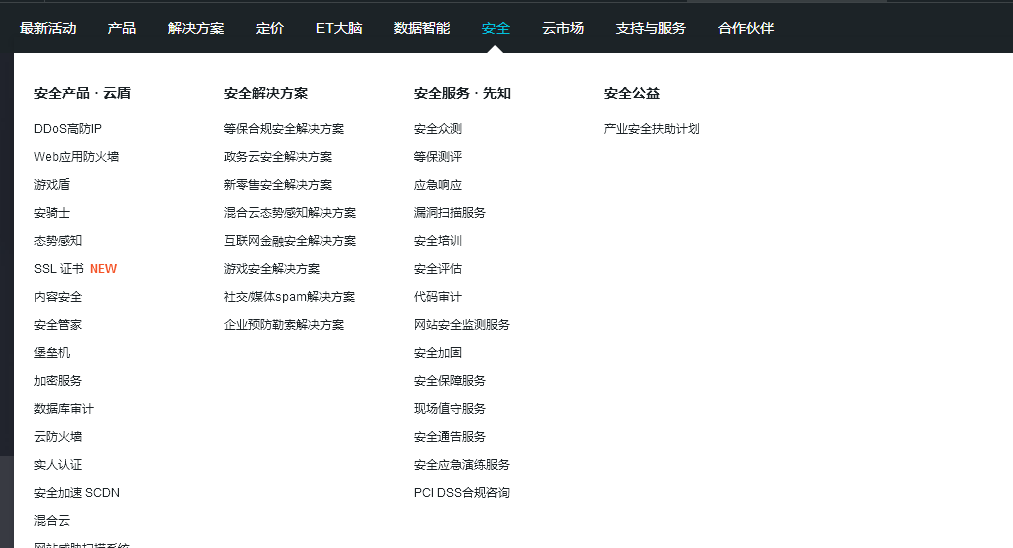 最新活动 产品 解决方案 定价 ET大脑 数据智能 安全 云市场 支持与服务 合作伙伴
安全产品 · 云盾
DDoS高防IP
Web应用防火墙
游戏盾
安骑士
态势感知
SSL 证书 NEW
内容安全
安全管家
堡垒机
加密服务
数据库审计
云防火墙
实人认证
安全加速 SCDN
混合云
网站威胁扫描系统
安全解决方案
等保合规安全解决方案
政务云安全解决方案
新零售安全解决方案
混合云态势感知解决方案
互联网金融安全解决方案
游戏安全解决方案
社交/媒体spam解决方案
企业预防勒索解决方案
安全服务 · 先知
安全众测
等保测评
应急响应
漏洞扫描服务
安全培训
安全评估
代码审计
网站安全监测服务
安全加固
安全保障服务
现场值守服务
安全通告服务
安全应急演练服务
PCI DSS合规咨询
安全公益
产业安全扶助计划